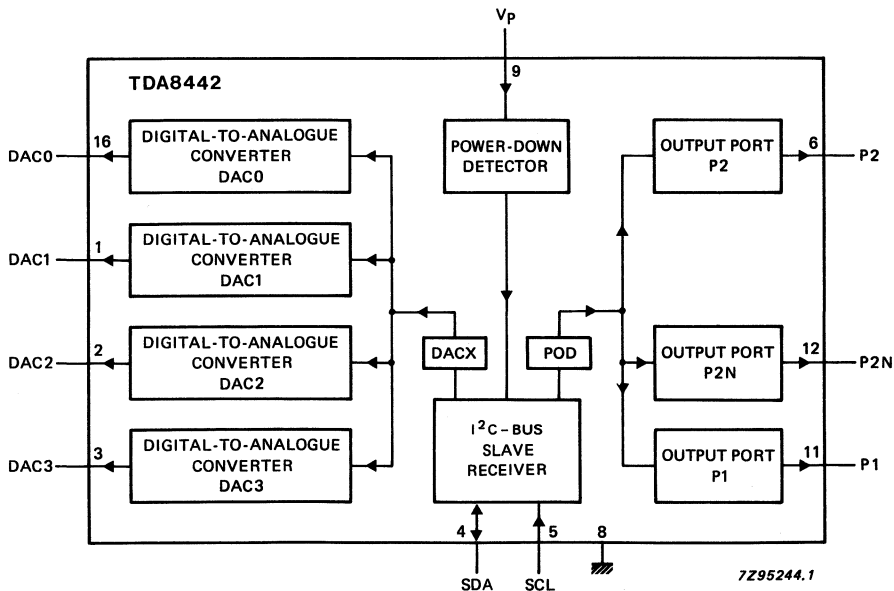 VP
9
TDA8442
DAC0
16
DIGITAL-TO-ANALOGUE
CONVERTER
DAC0
POWER-DOWN
DETECTOR
OUTPUT PORT
P2
6
P2
DAC1
1
DIGITAL-TO-ANALOGUE
CONVERTER
DAC1
DAC2
2
DIGITAL-TO-ANALOGUE
CONVERTER
DAC2
DACX
POD
OUTPUT PORT
P2N
12
P2N
DAC3
3
DIGITAL-TO-ANALOGUE
CONVERTER
DAC3
I²C-BUS
SLAVE
RECEIVER
OUTPUT PORT
P1
11
P1
4
5
8
SDA
SCL
7Z95244.1